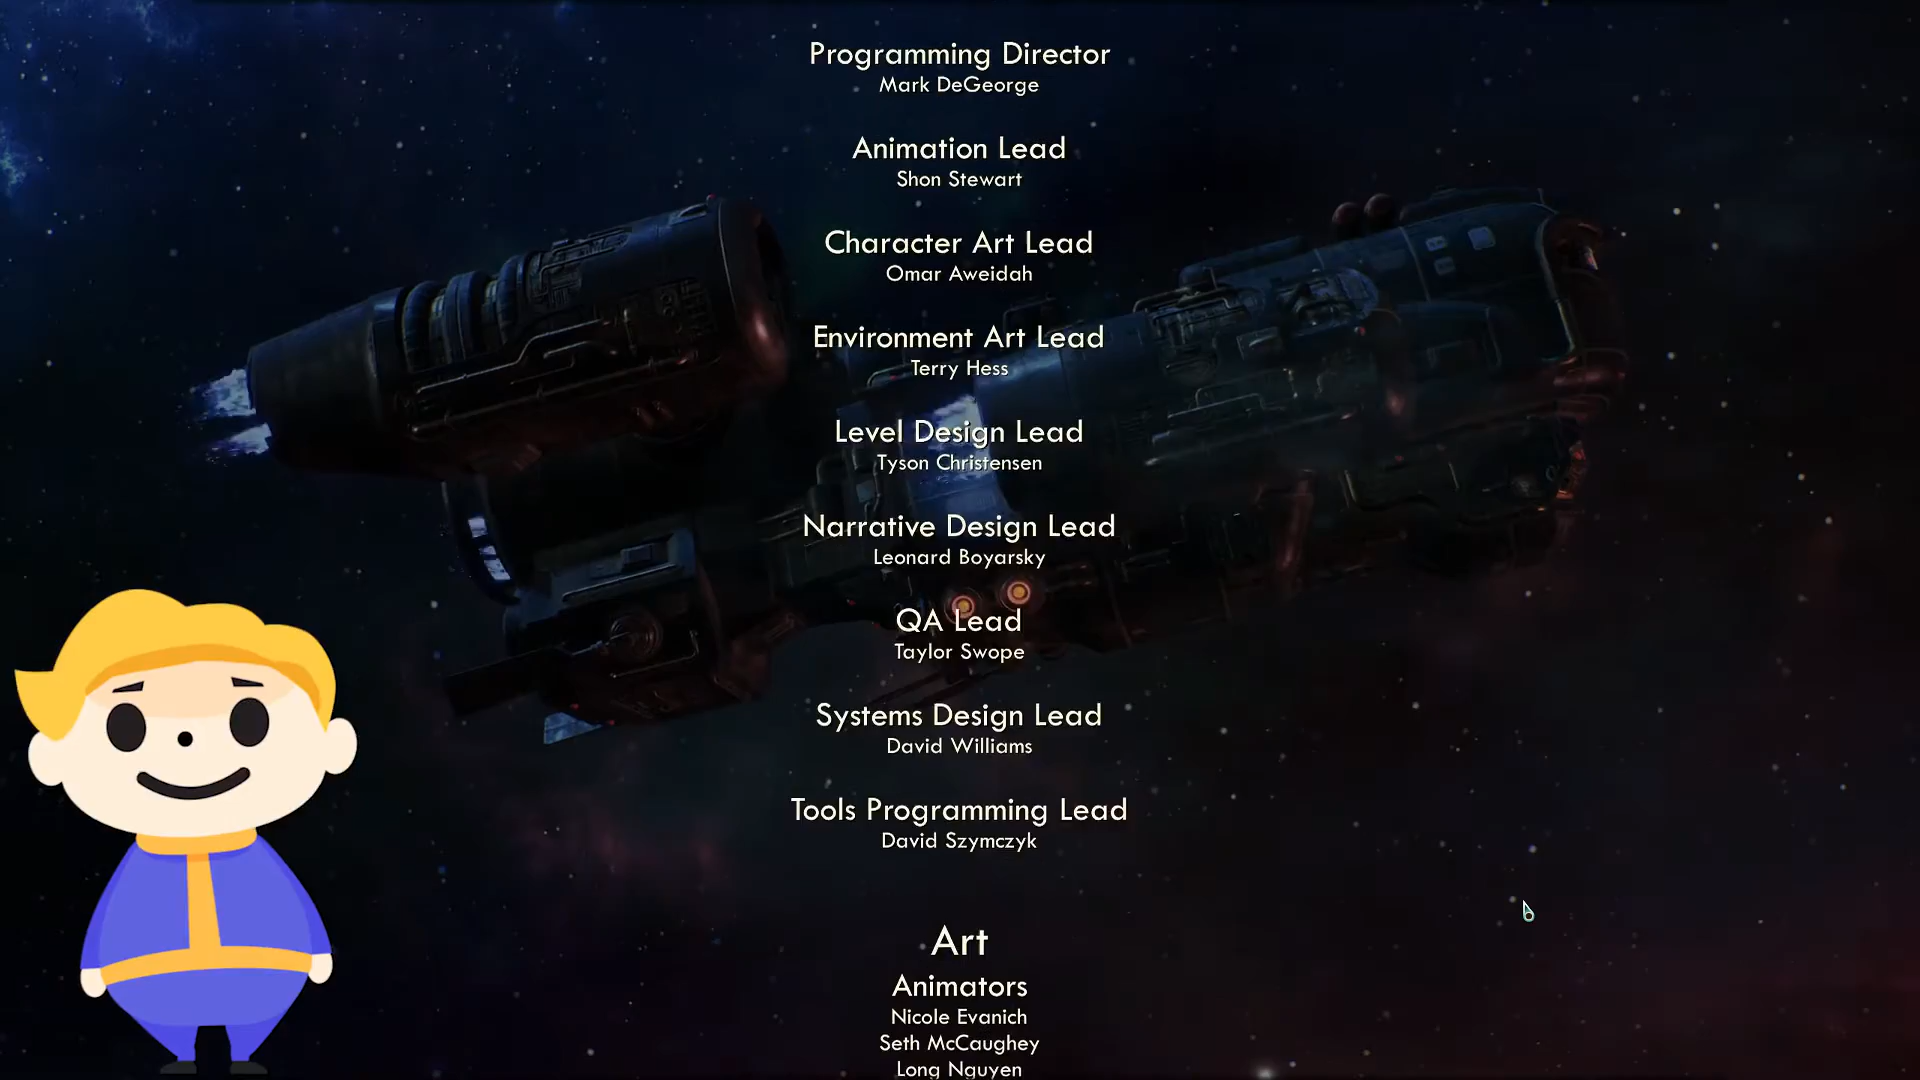 Programming Director
Mark DeGeorge
Animation Lead
Shon Stewart
Character Art Lead
Omar Aweidah
Environment Art Lead
Terry Hess
Level Design Lead
Tyson Christensen
Narrative Design Lead
Leonard Boyarsky
QA Lead
Taylor Swope
Systems Design Lead
David Williams
Tools Programming Lead
David Szymczyk
Art
Animators
Nicole Evanich
Seth McCaughey
Long Nguyen